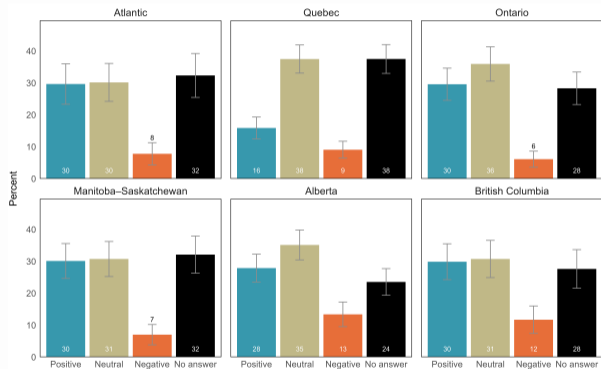 Atlantic Quebec Ontario
40
30
20
10
0
30 30 8 32
16 38 9 38
30 36 6 28
Percent
Manitoba–Saskatchewan Alberta British Columbia
40
30
20
10
0
30 31 7 32
28 35 13 24
30 31 12 28
Positive Neutral Negative No answer Positive Neutral Negative No answer Positive Neutral Negative No answer